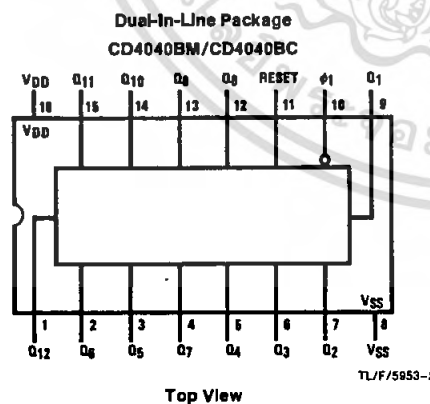 Dual-In-Line Package
CD4040BM/CD4040BC
VDD Q11 Q10 Q8 Q9 RESET ϕ1 Q1
16 15 14 13 12 11 10 9
VDD
VSS
1 2 3 4 5 6 7 8
Q12 Q6 Q5 Q7 Q4 Q3 Q2 VSS
TL/F/5953-
Top View